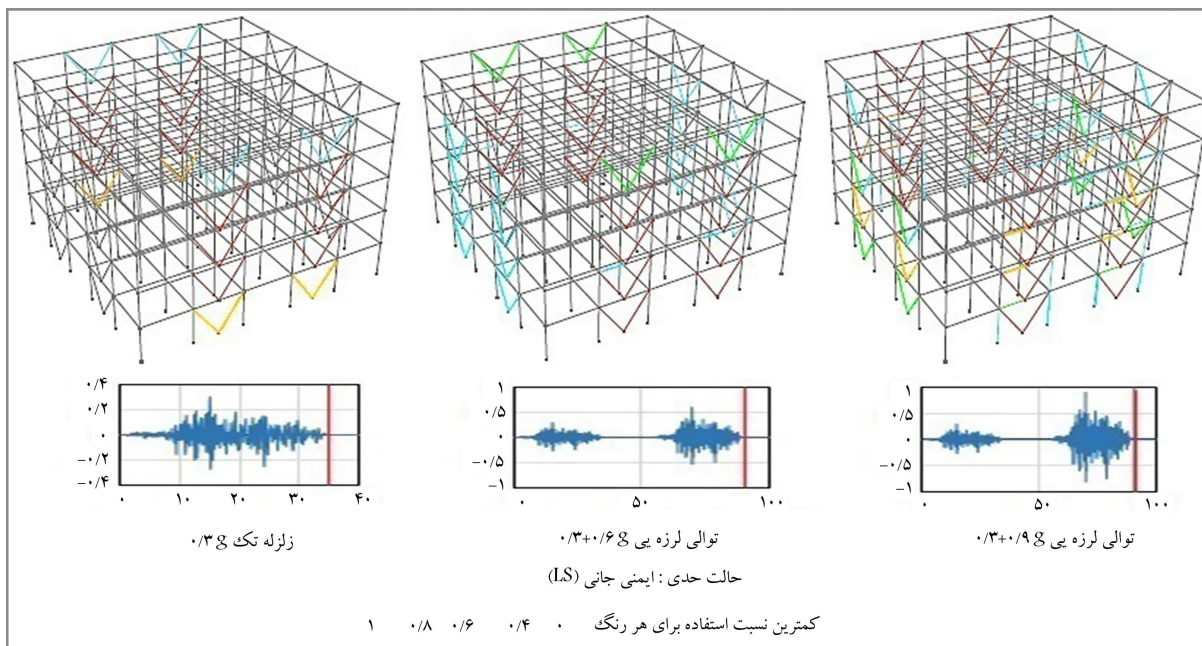 ۰/۴
۰/۲
۰
-۰/۲
-۰/۴
۰ ۱۰ ۲۰ ۳۰ ۴۰
۱
۰/۵
۰
-۰/۵
-۱
۰ ۵۰ ۱۰۰
۱
۰/۵
۰
-۰/۵
-۱
۰ ۵۰ ۱۰۰
زلزله تک ۰/۳ g
توالی لرزه یی ۰/۳+۰/۶ g
توالی لرزه یی ۰/۳+۰/۹ g
حالت حدی : ایمنی جانی (LS)
کمترین نسبت استفاده برای هر رنگ ۰ ۰/۴ ۰/۶ ۰/۸ ۱